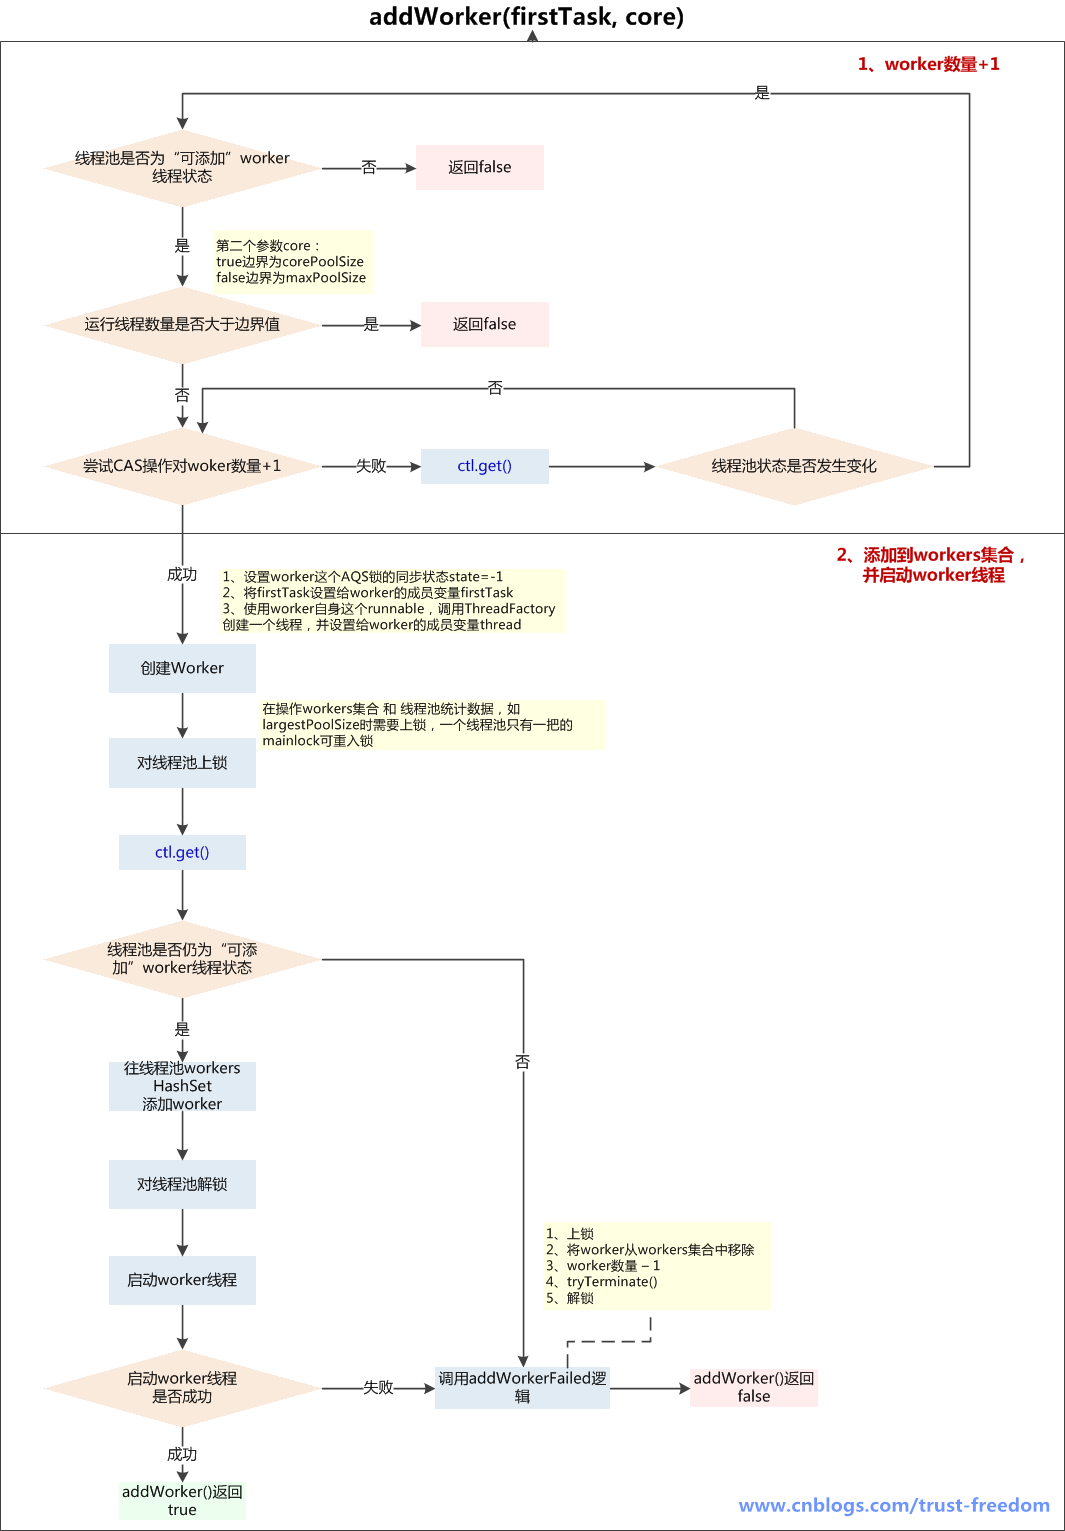 addWorker(firstTask, core)
1、worker数量+1
是
线程池是否为“可添加”worker
线程状态
否
返回false
是
第二个参数core：
true边界为corePoolSize
false边界为maxPoolSize
运行线程数量是否大于边界值
是
返回false
否
否
尝试CAS操作对woker数量+1
失败
ctl.get()
线程池状态是否发生变化
2、添加到workers集合，
并启动worker线程
成功
1、设置worker这个AQS锁的同步状态state=-1
2、将firstTask设置给worker的成员变量firstTask
3、使用worker自身这个runnable，调用ThreadFactory
创建一个线程，并设置给worker的成员变量thread
创建Worker
在操作workers集合 和 线程池统计数据，如
largestPoolSize时需要上锁，一个线程池只有一把的
mainlock可重入锁
对线程池上锁
ctl.get()
线程池是否仍为“可添
加”worker线程状态
是
否
往线程池workers
HashSet
添加worker
对线程池解锁
1、上锁
2、将worker从workers集合中移除
3、worker数量－1
4、tryTerminate()
5、解锁
启动worker线程
启动worker线程
是否成功
失败
调用addWorkerFailed逻
辑
addWorker()返回
false
成功
addWorker()返回
true
www.cnblogs.com/trust-freedom